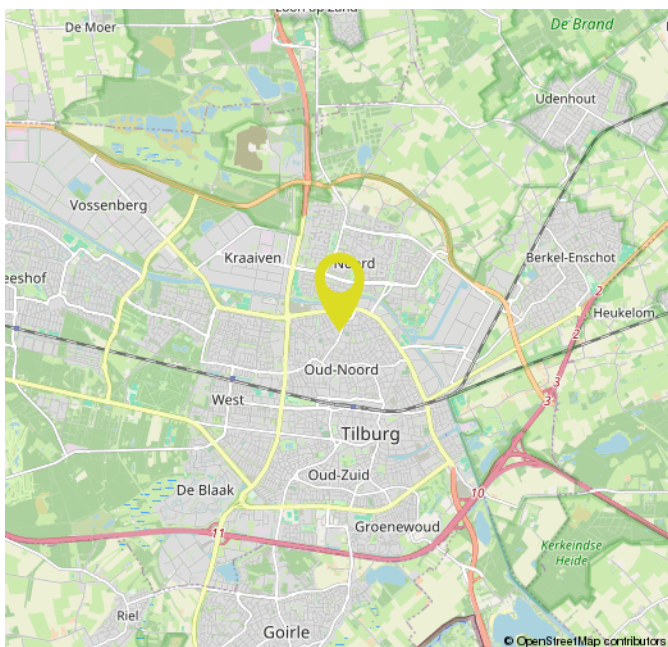 Loon op Zand
De Moer
De Brand
Udenhout
Vossenberg
Kraaiven
Noord
Berkel-Enschot
eeshof
2
Heukelom
2
Oud-Noord
3
West
3
Tilburg
Oud-Zuid
De Blaak
10
Groenewoud
11
Kerkeindse
Heide
Riel
Goirle
© OpenStreetMap contributors